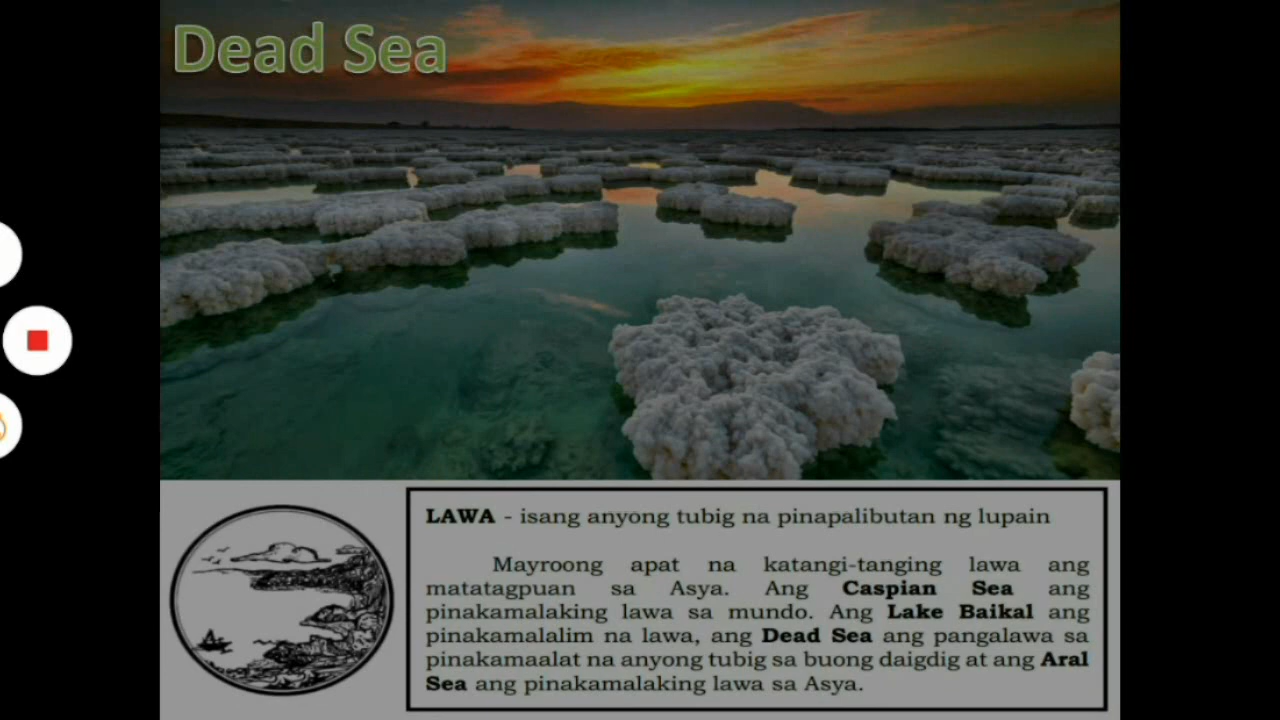 Dead Sea
LAWA - isang anyong tubig na pinapalibutan ng lupain
Mayroong apat na katangi-tanging lawa ang
matatagpuan sa Asya. Ang Caspian Sea ang
pinakamalaking lawa sa mundo. Ang Lake Baikal ang
pinakamalalim na lawa, ang Dead Sea ang pangalawa sa
pinakamaalat na anyong tubig sa buong daigdig at ang Aral
Sea ang pinakamalaking lawa sa Asya.